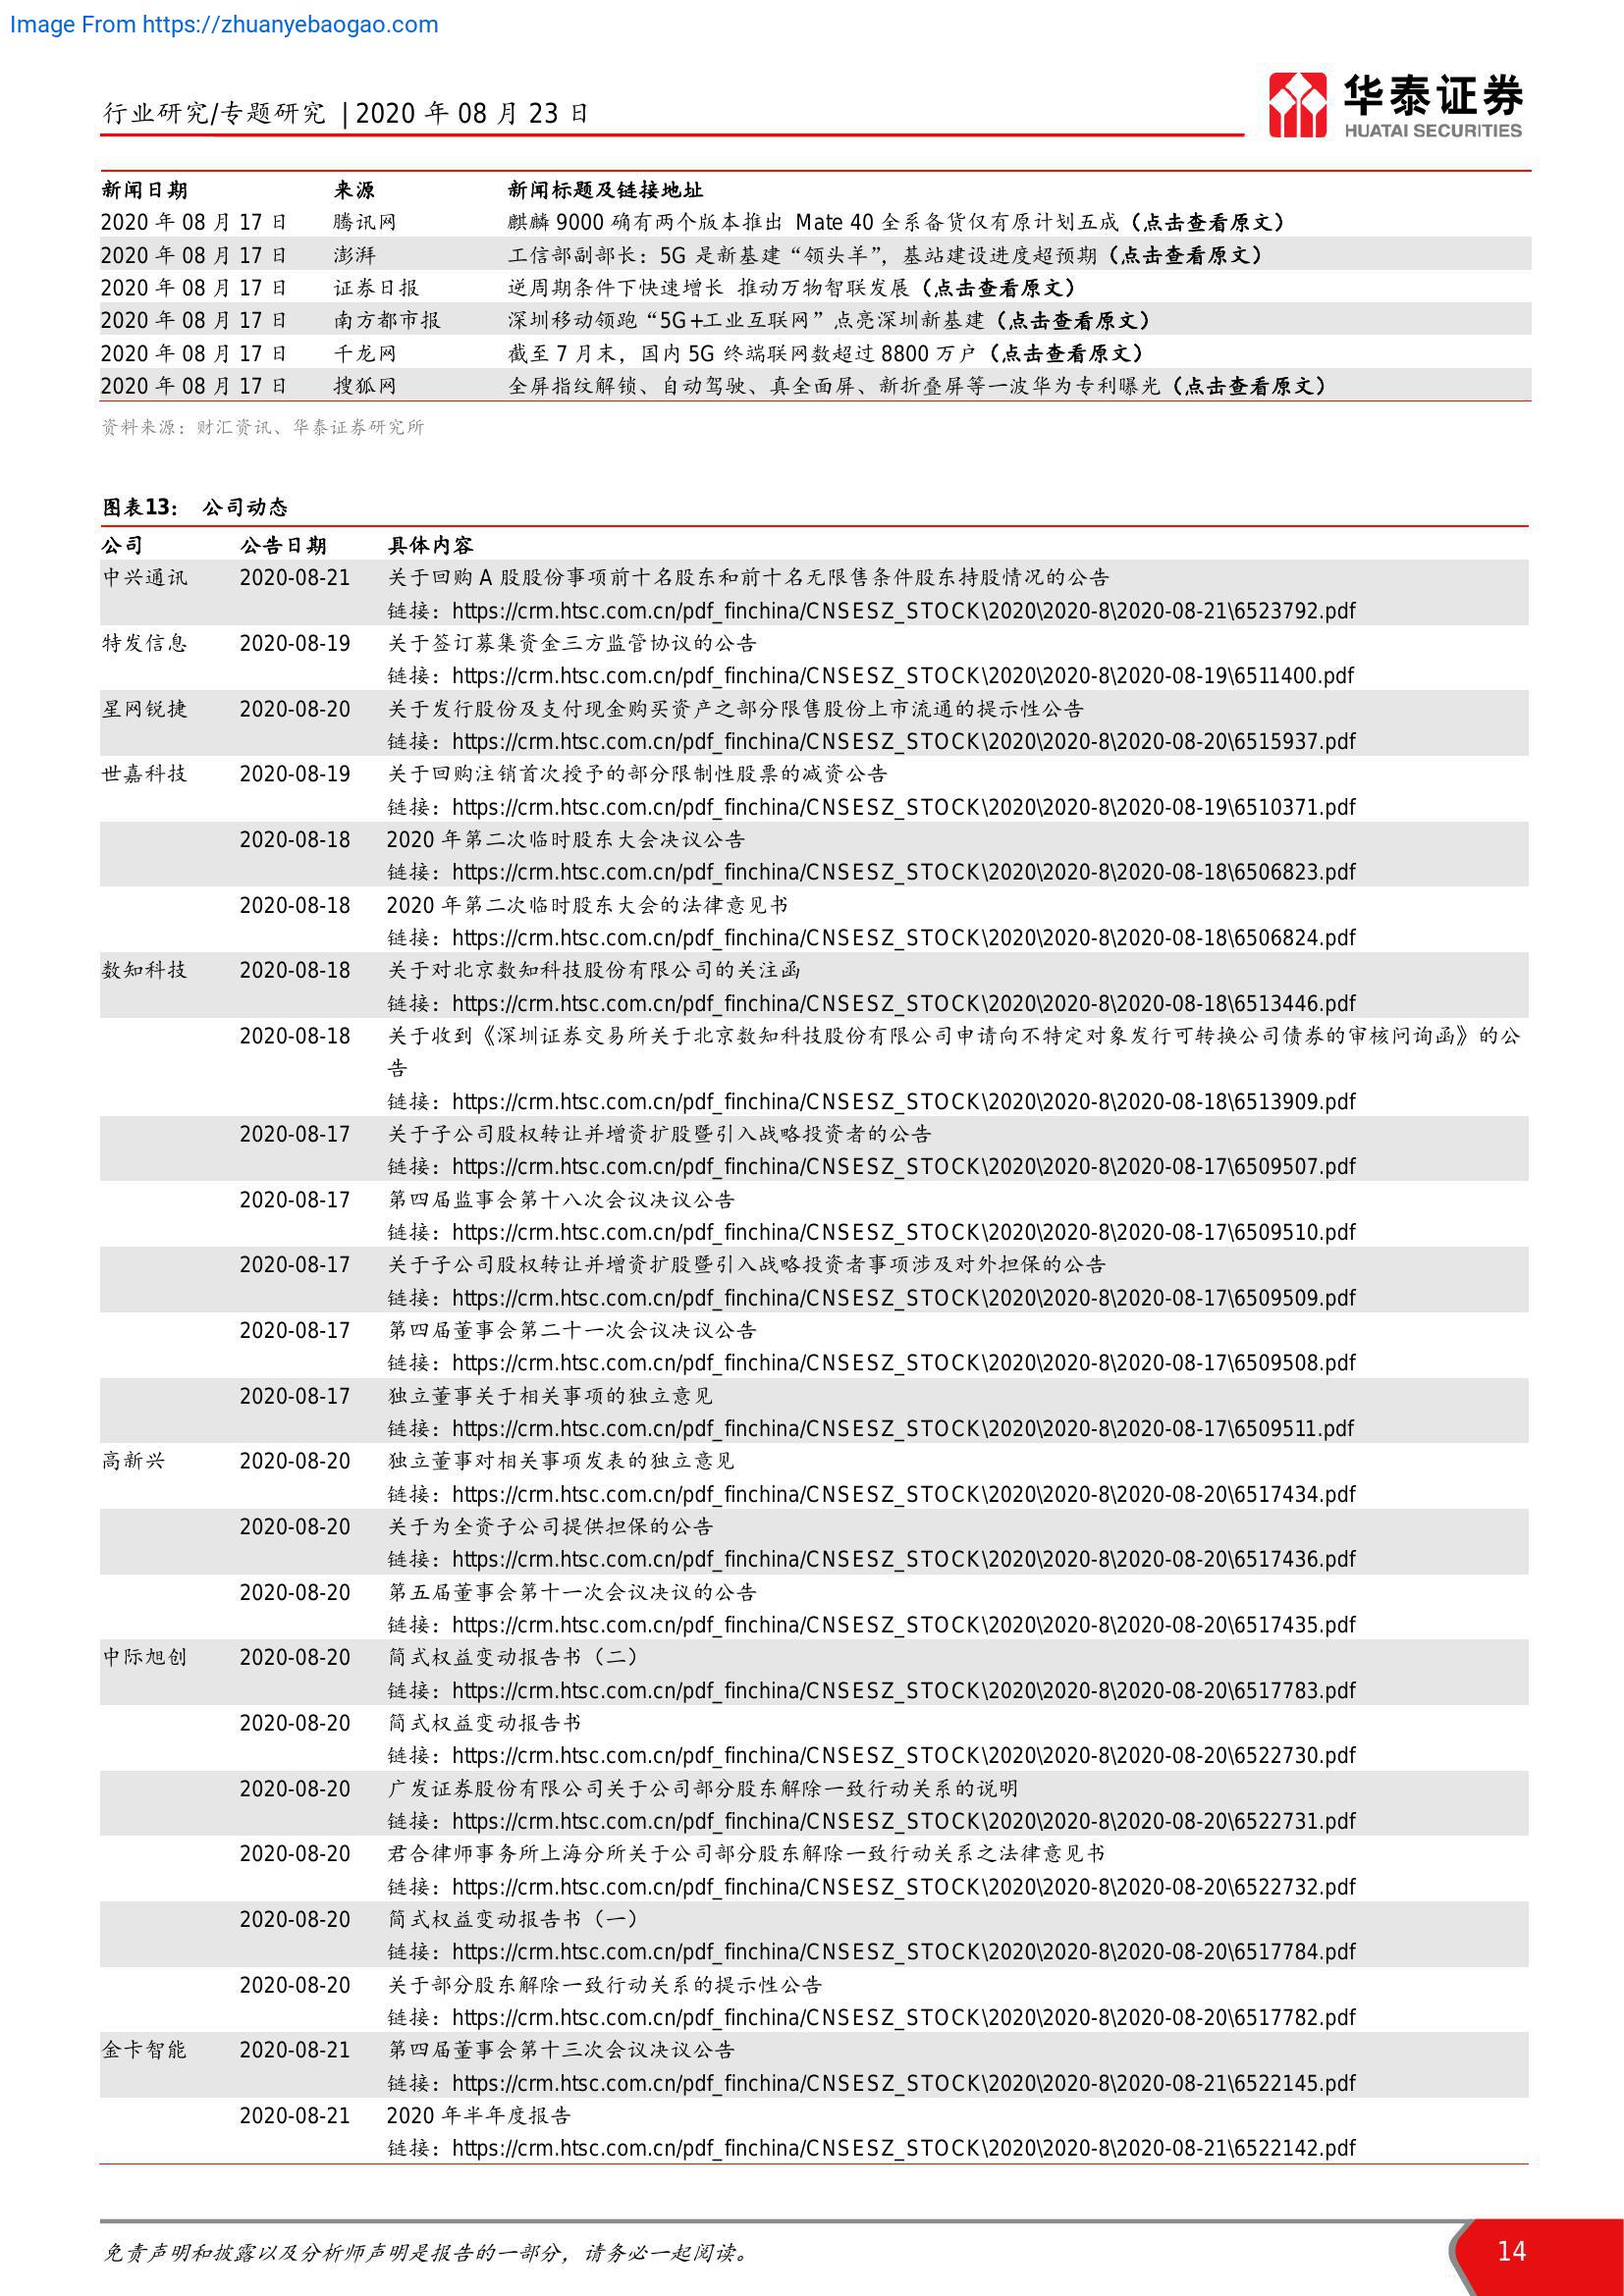 Image From https://zhuanyebaogao.com
行业研究/专题研究 | 2020 年 08 月 23 日
华泰证券
HUATAI SECURITIES
新闻日期 来源 新闻标题及链接地址
2020 年 08 月 17 日 腾讯网 麒麟 9000 确有两个版本推出 Mate 40 全系备货仅有原计划五成（点击查看原文）
2020 年 08 月 17 日 澎湃 工信部副部长：5G 是新基建“领头羊”，基站建设进度超预期（点击查看原文）
2020 年 08 月 17 日 证券日报 逆周期条件下快速增长 推动万物智联发展（点击查看原文）
2020 年 08 月 17 日 南方都市报 深圳移动领跑“5G+工业互联网”点亮深圳新基建（点击查看原文）
2020 年 08 月 17 日 千龙网 截至 7 月末，国内 5G 终端联网数超过 8800 万户（点击查看原文）
2020 年 08 月 17 日 搜狐网 全屏指纹解锁、自动驾驶、真全面屏、新折叠屏等一波华为专利曝光（点击查看原文）
资料来源：财汇资讯、华泰证券研究所
图表13： 公司动态
公司 公告日期 具体内容
中兴通讯 2020-08-21 关于回购 A 股股份事项前十名股东和前十名无限售条件股东持股情况的公告
链接：https://crm.htsc.com.cn/pdf_finchina/CNSESZ_STOCK\2020\2020-8\2020-08-21\6523792.pdf
特发信息 2020-08-19 关于签订募集资金三方监管协议的公告
链接：https://crm.htsc.com.cn/pdf_finchina/CNSESZ_STOCK\2020\2020-8\2020-08-19\6511400.pdf
星网锐捷 2020-08-20 关于发行股份及支付现金购买资产之部分限售股份上市流通的提示性公告
链接：https://crm.htsc.com.cn/pdf_finchina/CNSESZ_STOCK\2020\2020-8\2020-08-20\6515937.pdf
世嘉科技 2020-08-19 关于回购注销首次授予的部分限制性股票的减资公告
链接：https://crm.htsc.com.cn/pdf_finchina/CNSESZ_STOCK\2020\2020-8\2020-08-19\6510371.pdf
2020-08-18 2020 年第二次临时股东大会决议公告
链接：https://crm.htsc.com.cn/pdf_finchina/CNSESZ_STOCK\2020\2020-8\2020-08-18\6506823.pdf
2020-08-18 2020 年第二次临时股东大会的法律意见书
链接：https://crm.htsc.com.cn/pdf_finchina/CNSESZ_STOCK\2020\2020-8\2020-08-18\6506824.pdf
数知科技 2020-08-18 关于对北京数知科技股份有限公司的关注函
链接：https://crm.htsc.com.cn/pdf_finchina/CNSESZ_STOCK\2020\2020-8\2020-08-18\6513446.pdf
2020-08-18 关于收到《深圳证券交易所关于北京数知科技股份有限公司申请向不特定对象发行可转换公司债券的审核问询函》的公
告
链接：https://crm.htsc.com.cn/pdf_finchina/CNSESZ_STOCK\2020\2020-8\2020-08-18\6513909.pdf
2020-08-17 关于子公司股权转让并增资扩股暨引入战略投资者的公告
链接：https://crm.htsc.com.cn/pdf_finchina/CNSESZ_STOCK\2020\2020-8\2020-08-17\6509507.pdf
2020-08-17 第四届监事会第十八次会议决议公告
链接：https://crm.htsc.com.cn/pdf_finchina/CNSESZ_STOCK\2020\2020-8\2020-08-17\6509510.pdf
2020-08-17 关于子公司股权转让并增资扩股暨引入战略投资者事项涉及对外担保的公告
链接：https://crm.htsc.com.cn/pdf_finchina/CNSESZ_STOCK\2020\2020-8\2020-08-17\6509509.pdf
2020-08-17 第四届董事会第二十一次会议决议公告
链接：https://crm.htsc.com.cn/pdf_finchina/CNSESZ_STOCK\2020\2020-8\2020-08-17\6509508.pdf
2020-08-17 独立董事关于相关事项的独立意见
链接：https://crm.htsc.com.cn/pdf_finchina/CNSESZ_STOCK\2020\2020-8\2020-08-17\6509511.pdf
高新兴 2020-08-20 独立董事对相关事项发表的独立意见
链接：https://crm.htsc.com.cn/pdf_finchina/CNSESZ_STOCK\2020\2020-8\2020-08-20\6517434.pdf
2020-08-20 关于为全资子公司提供担保的公告
链接：https://crm.htsc.com.cn/pdf_finchina/CNSESZ_STOCK\2020\2020-8\2020-08-20\6517436.pdf
2020-08-20 第五届董事会第十一次会议决议的公告
链接：https://crm.htsc.com.cn/pdf_finchina/CNSESZ_STOCK\2020\2020-8\2020-08-20\6517435.pdf
中际旭创 2020-08-20 简式权益变动报告书（二）
链接：https://crm.htsc.com.cn/pdf_finchina/CNSESZ_STOCK\2020\2020-8\2020-08-20\6517783.pdf
2020-08-20 简式权益变动报告书
链接：https://crm.htsc.com.cn/pdf_finchina/CNSESZ_STOCK\2020\2020-8\2020-08-20\6522730.pdf
2020-08-20 广发证券股份有限公司关于公司部分股东解除一致行动关系的说明
链接：https://crm.htsc.com.cn/pdf_finchina/CNSESZ_STOCK\2020\2020-8\2020-08-20\6522731.pdf
2020-08-20 君合律师事务所上海分所关于公司部分股东解除一致行动关系之法律意见书
链接：https://crm.htsc.com.cn/pdf_finchina/CNSESZ_STOCK\2020\2020-8\2020-08-20\6522732.pdf
2020-08-20 简式权益变动报告书（一）
链接：https://crm.htsc.com.cn/pdf_finchina/CNSESZ_STOCK\2020\2020-8\2020-08-20\6517784.pdf
2020-08-20 关于部分股东解除一致行动关系的提示性公告
链接：https://crm.htsc.com.cn/pdf_finchina/CNSESZ_STOCK\2020\2020-8\2020-08-20\6517782.pdf
金卡智能 2020-08-21 第四届董事会第十三次会议决议公告
链接：https://crm.htsc.com.cn/pdf_finchina/CNSESZ_STOCK\2020\2020-8\2020-08-21\6522145.pdf
2020-08-21 2020 年半年度报告
链接：https://crm.htsc.com.cn/pdf_finchina/CNSESZ_STOCK\2020\2020-8\2020-08-21\6522142.pdf
免责声明和披露以及分析师声明是报告的一部分，请务必一起阅读。
14